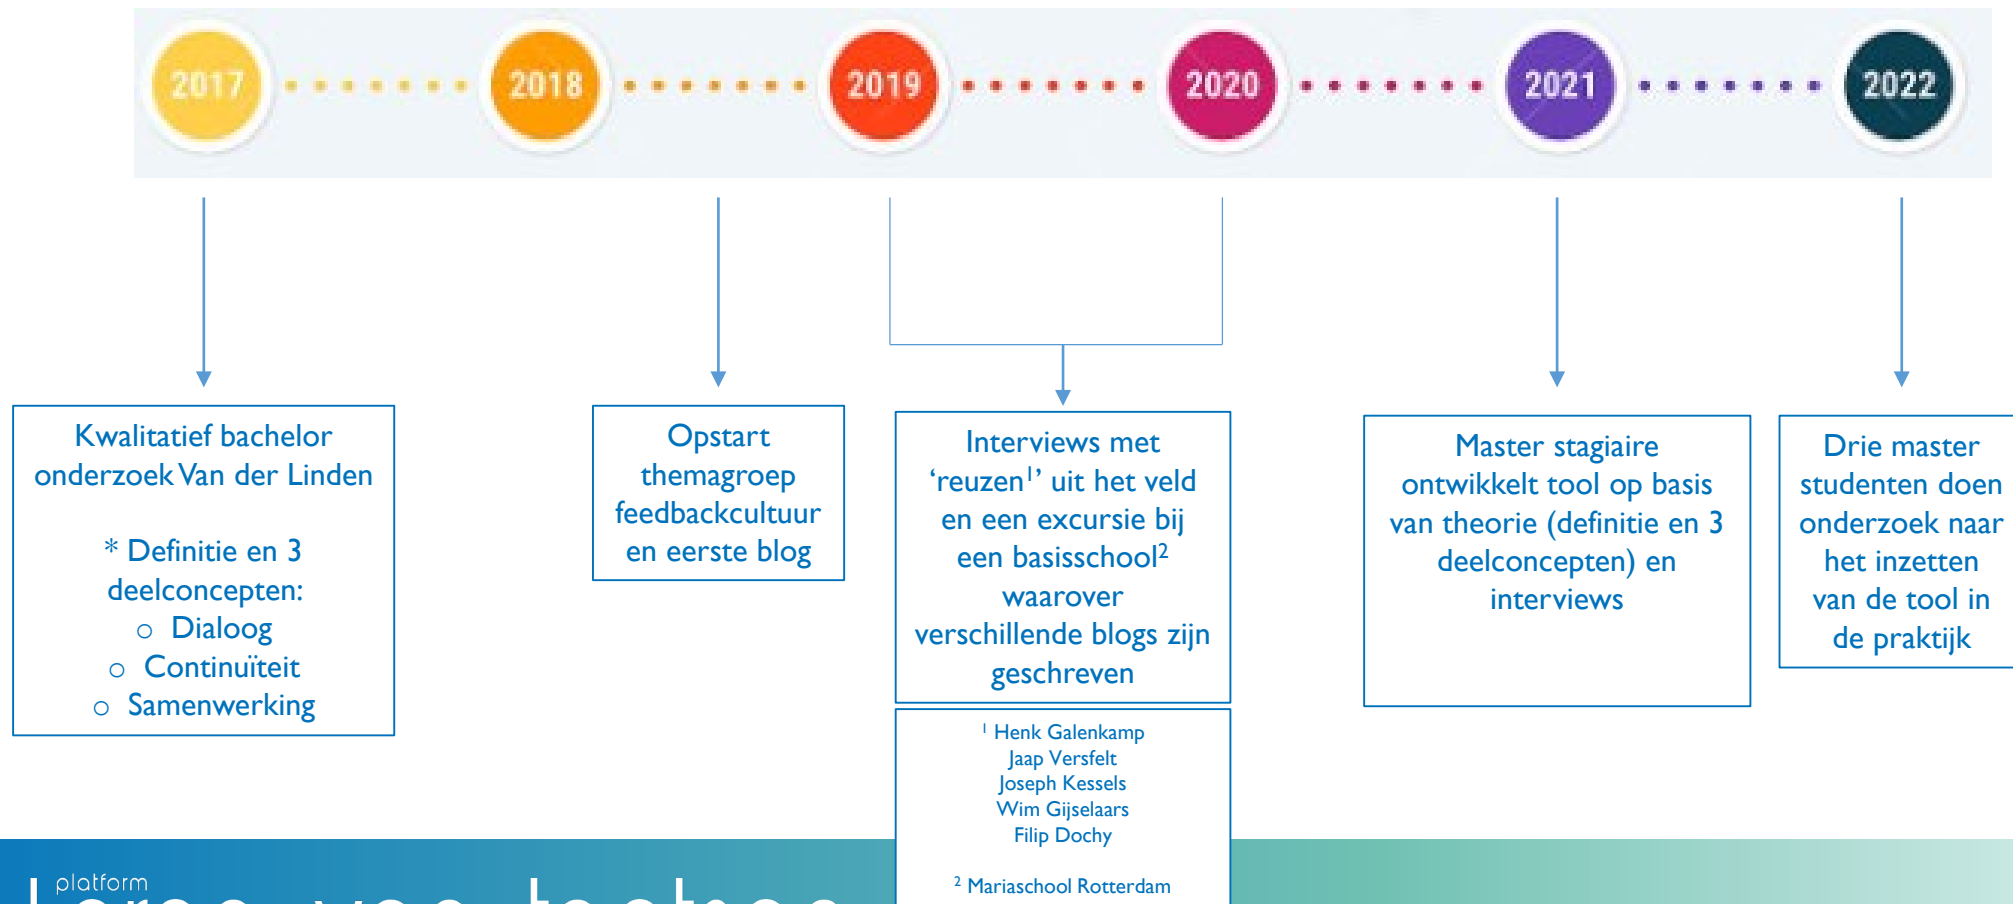 2017
2018
2019
2020
2021
2022
Kwalitatief bachelor
onderzoek Van der Linden
* Definitie en 3
deelconcepten:
o Dialoog
o Continuïteit
o Samenwerking
Opstart
themagroep
feedbackcultuur
en eerste blog
Interviews met
‘reuzen¹’ uit het veld
en een excursie bij
een basisschool²
waarover
verschillende blogs zijn
geschreven
¹ Henk Galenkamp
Jaap Versfelt
Joseph Kessels
Wim Gijselaars
Filip Dochy
² Mariaschool Rotterdam
Master stagiaire
ontwikkelt tool op basis
van theorie (definitie en 3
deelconcepten) en
interviews
Drie master
studenten doen
onderzoek naar
het inzetten
van de tool in
de praktijk
platform